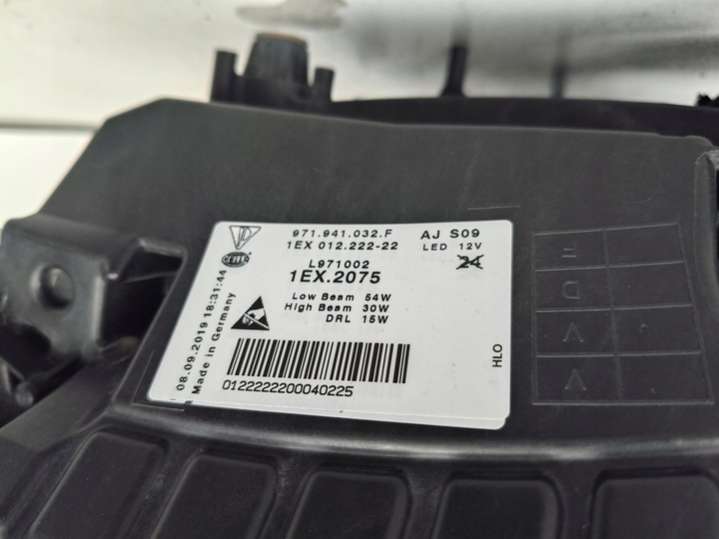 971.941.032.F AJ S09
1EX 012.222-22 LED 12V
HELLA
L971002
1EX.2075
Low Beam 54W
High Beam 30W
DRL 15W
08.09.2019 18:31:44
Made in Germany
0122222200040225
HLO
E
D
V
V